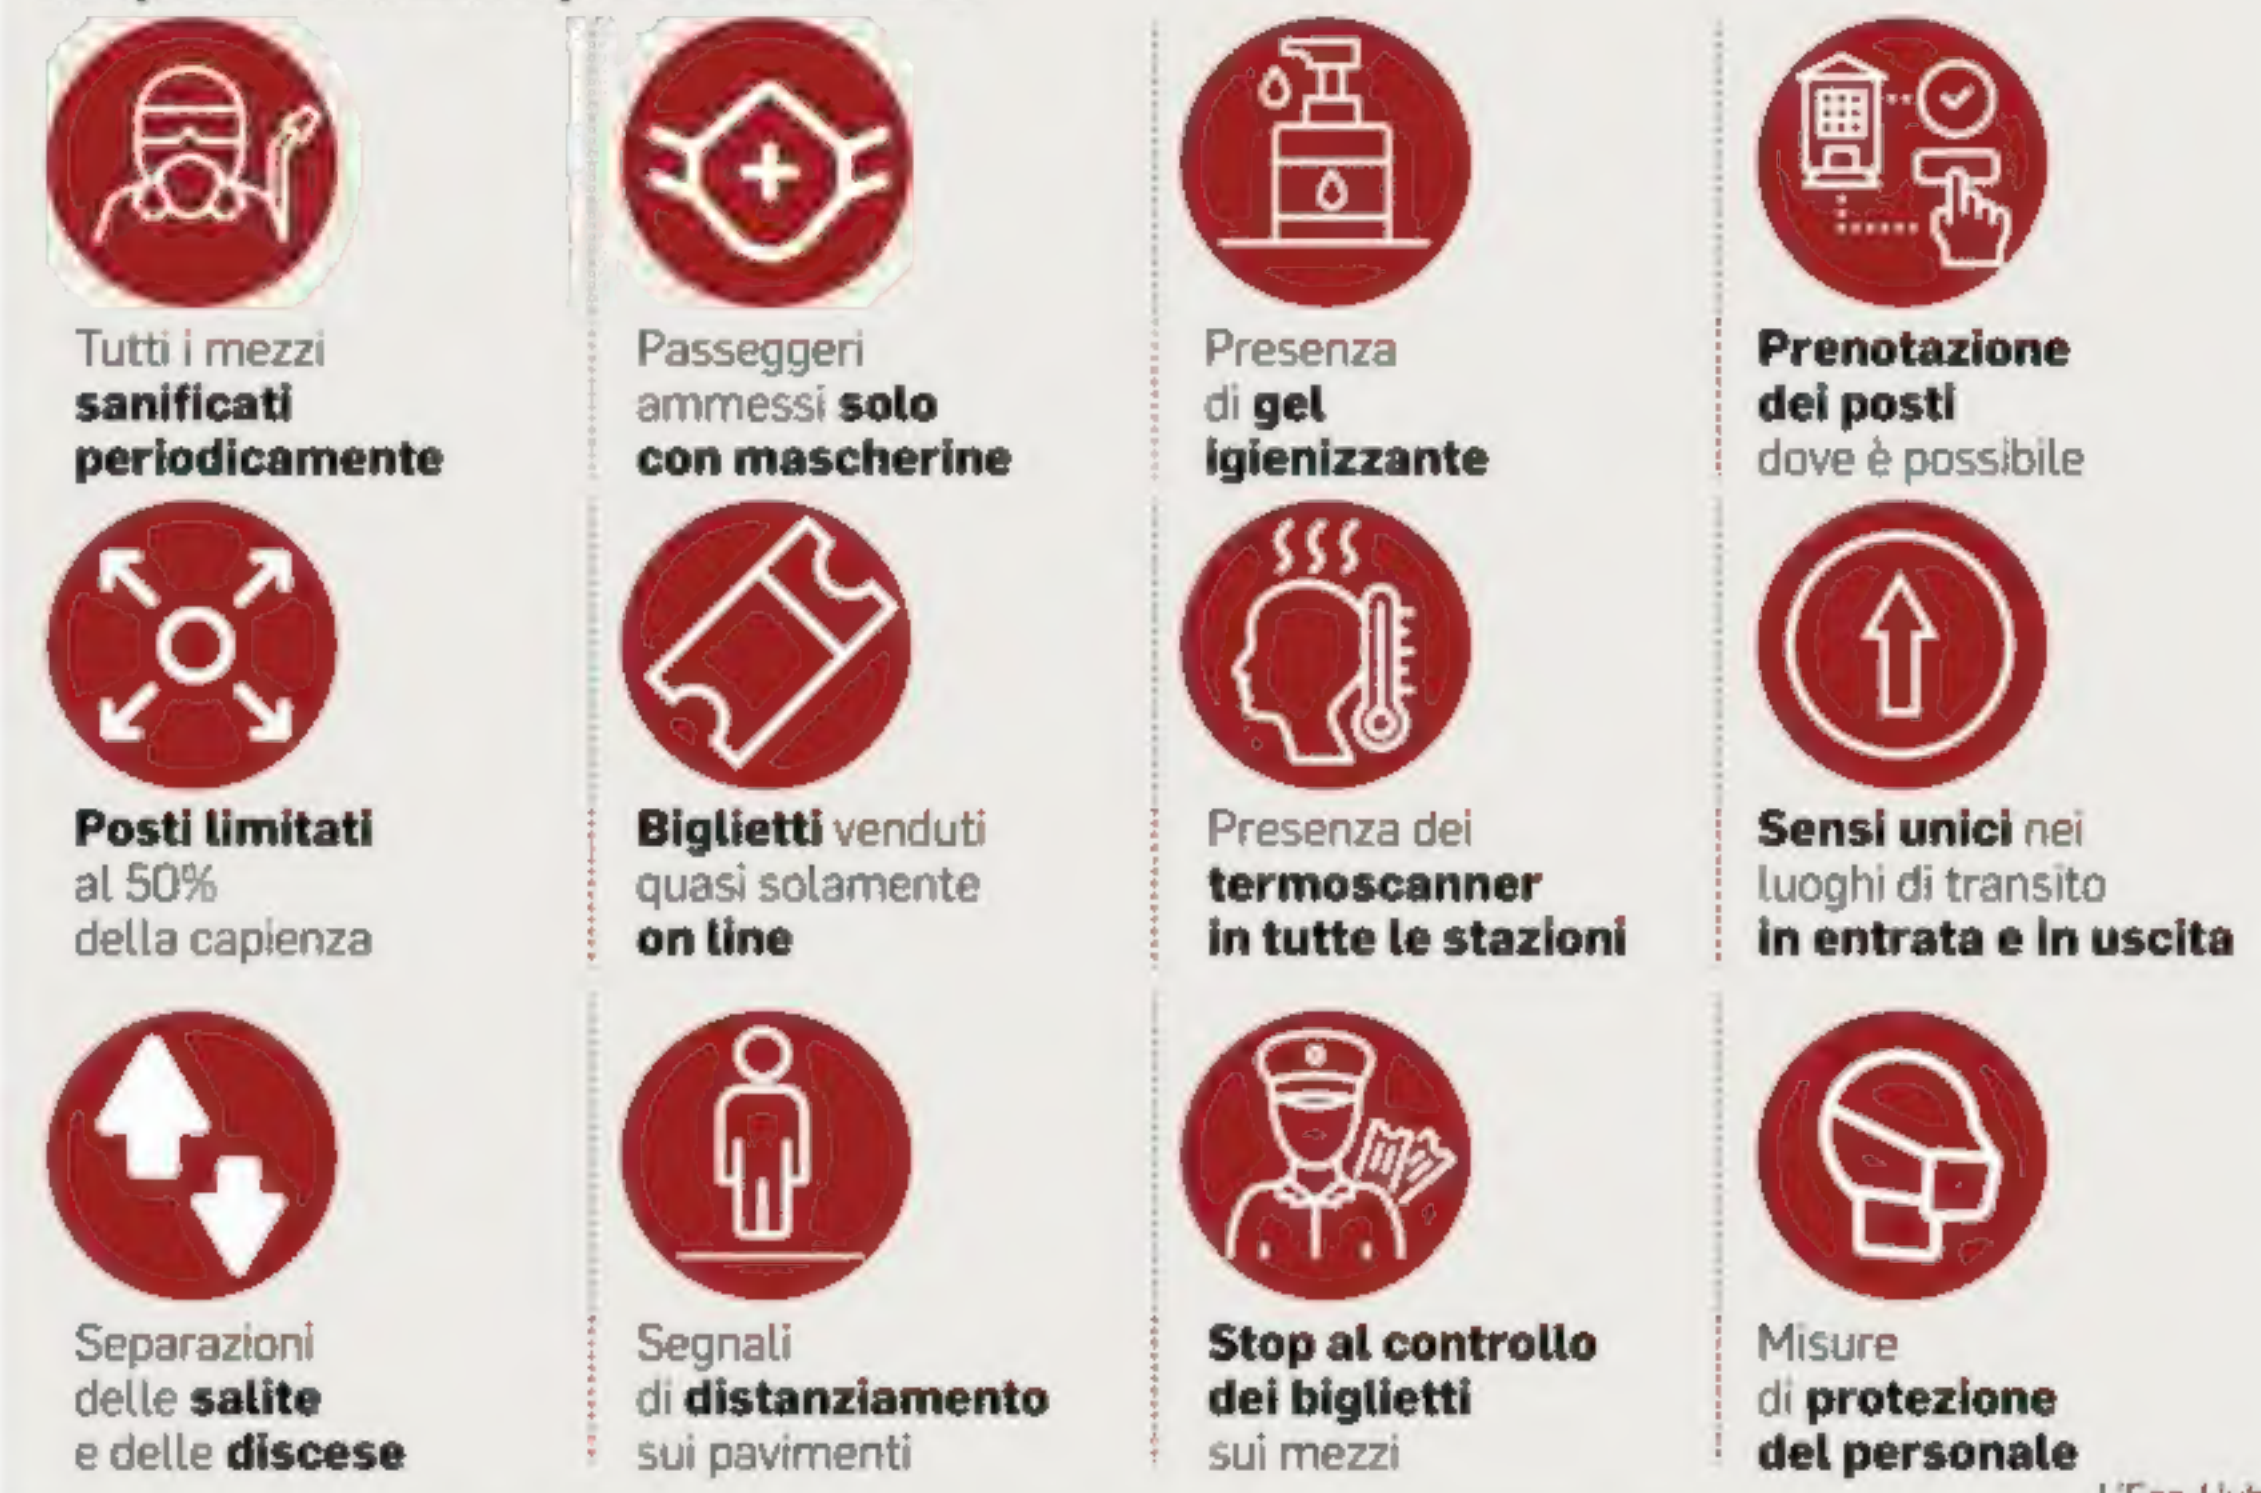 Tutti i mezzi
sanificati
periodicamente
Passeggeri
ammessi solo
con mascherine
Presenza
di gel
igienizzante
Prenotazione
dei posti
dove è possibile
Posti limitati
al 50%
della capienza
Biglietti venduti
quasi solamente
on line
Presenza dei
termoscanner
in tutte le stazioni
Sensi unici nei
luoghi di transito
in entrata e in uscita
Separazioni
delle salite
e delle discese
Segnali
di distanziamento
sui pavimenti
Stop al controllo
dei biglietti
sui mezzi
Misure
di protezione
del personale